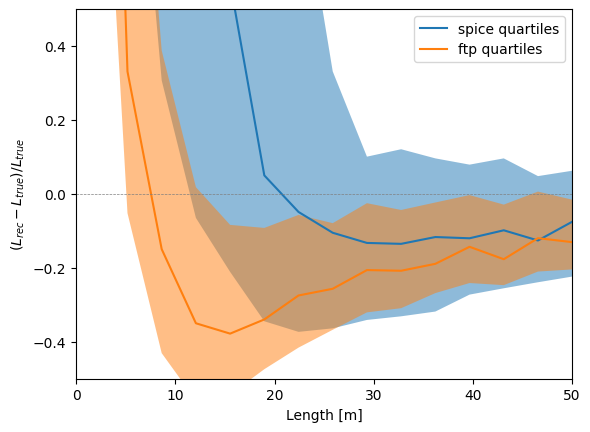 spice quartiles
ftp quartiles
0.4
0.2
0.0
−0.2
−0.4
(L_rec − L_true)/L_true
0 10 20 30 40 50
Length [m]